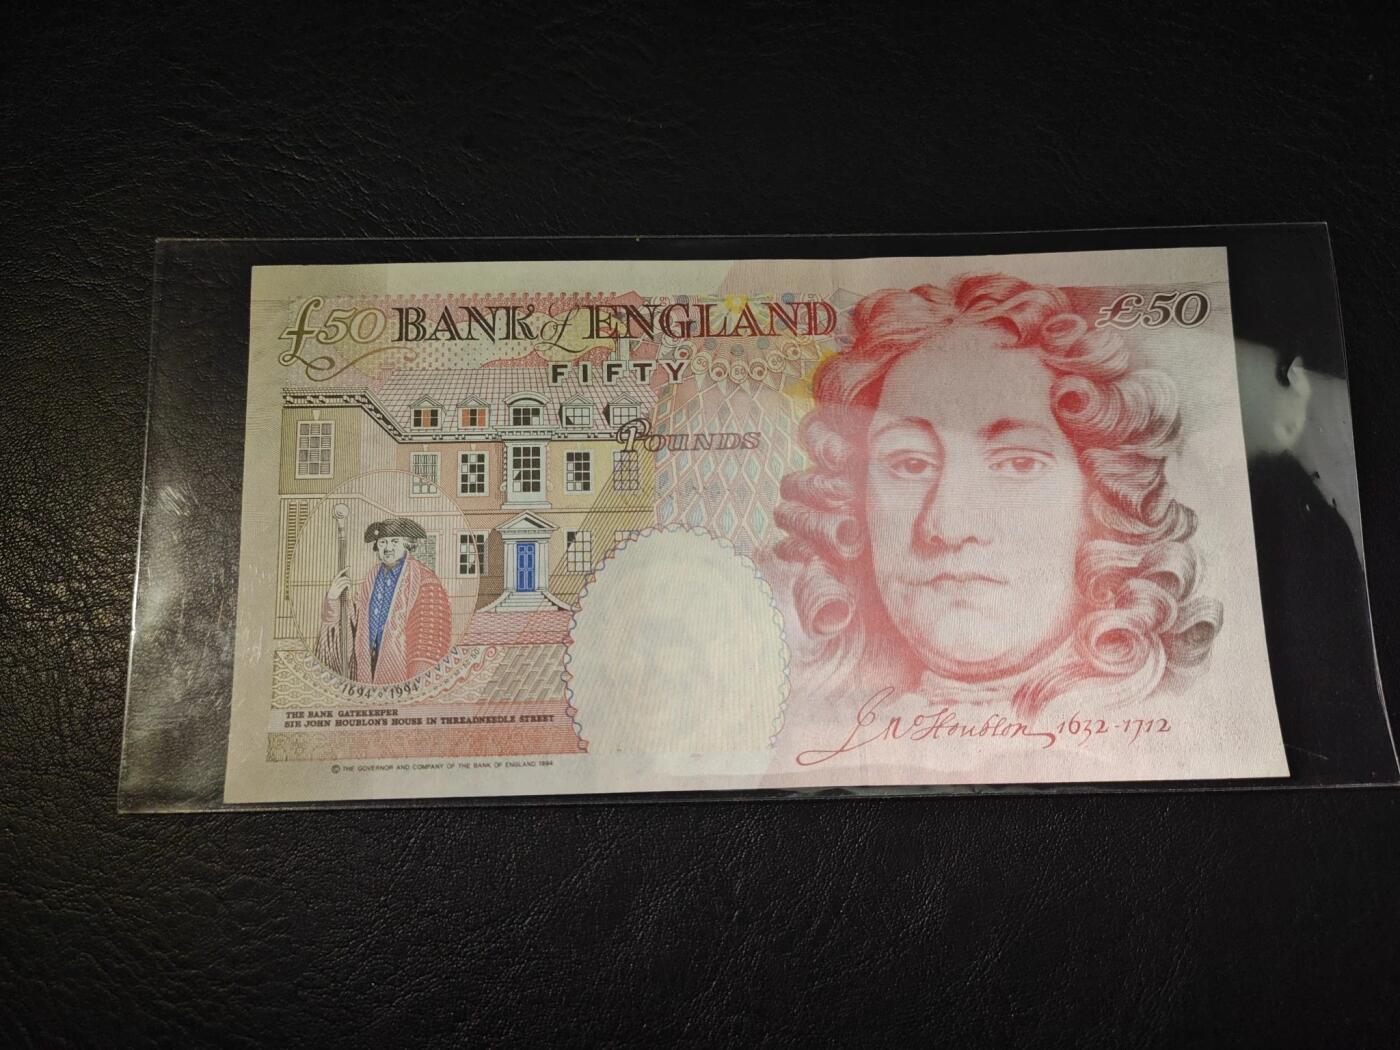 £50 BANK of ENGLAND £50
FIFTY
POUNDS
1694 1994
THE BANK GATEKEEPER
SIR JOHN HOUBLON'S HOUSE IN THREADNEEDLE STREET
© THE GOVERNOR AND COMPANY OF THE BANK OF ENGLAND 1994
Jno Houblon 1632-1712